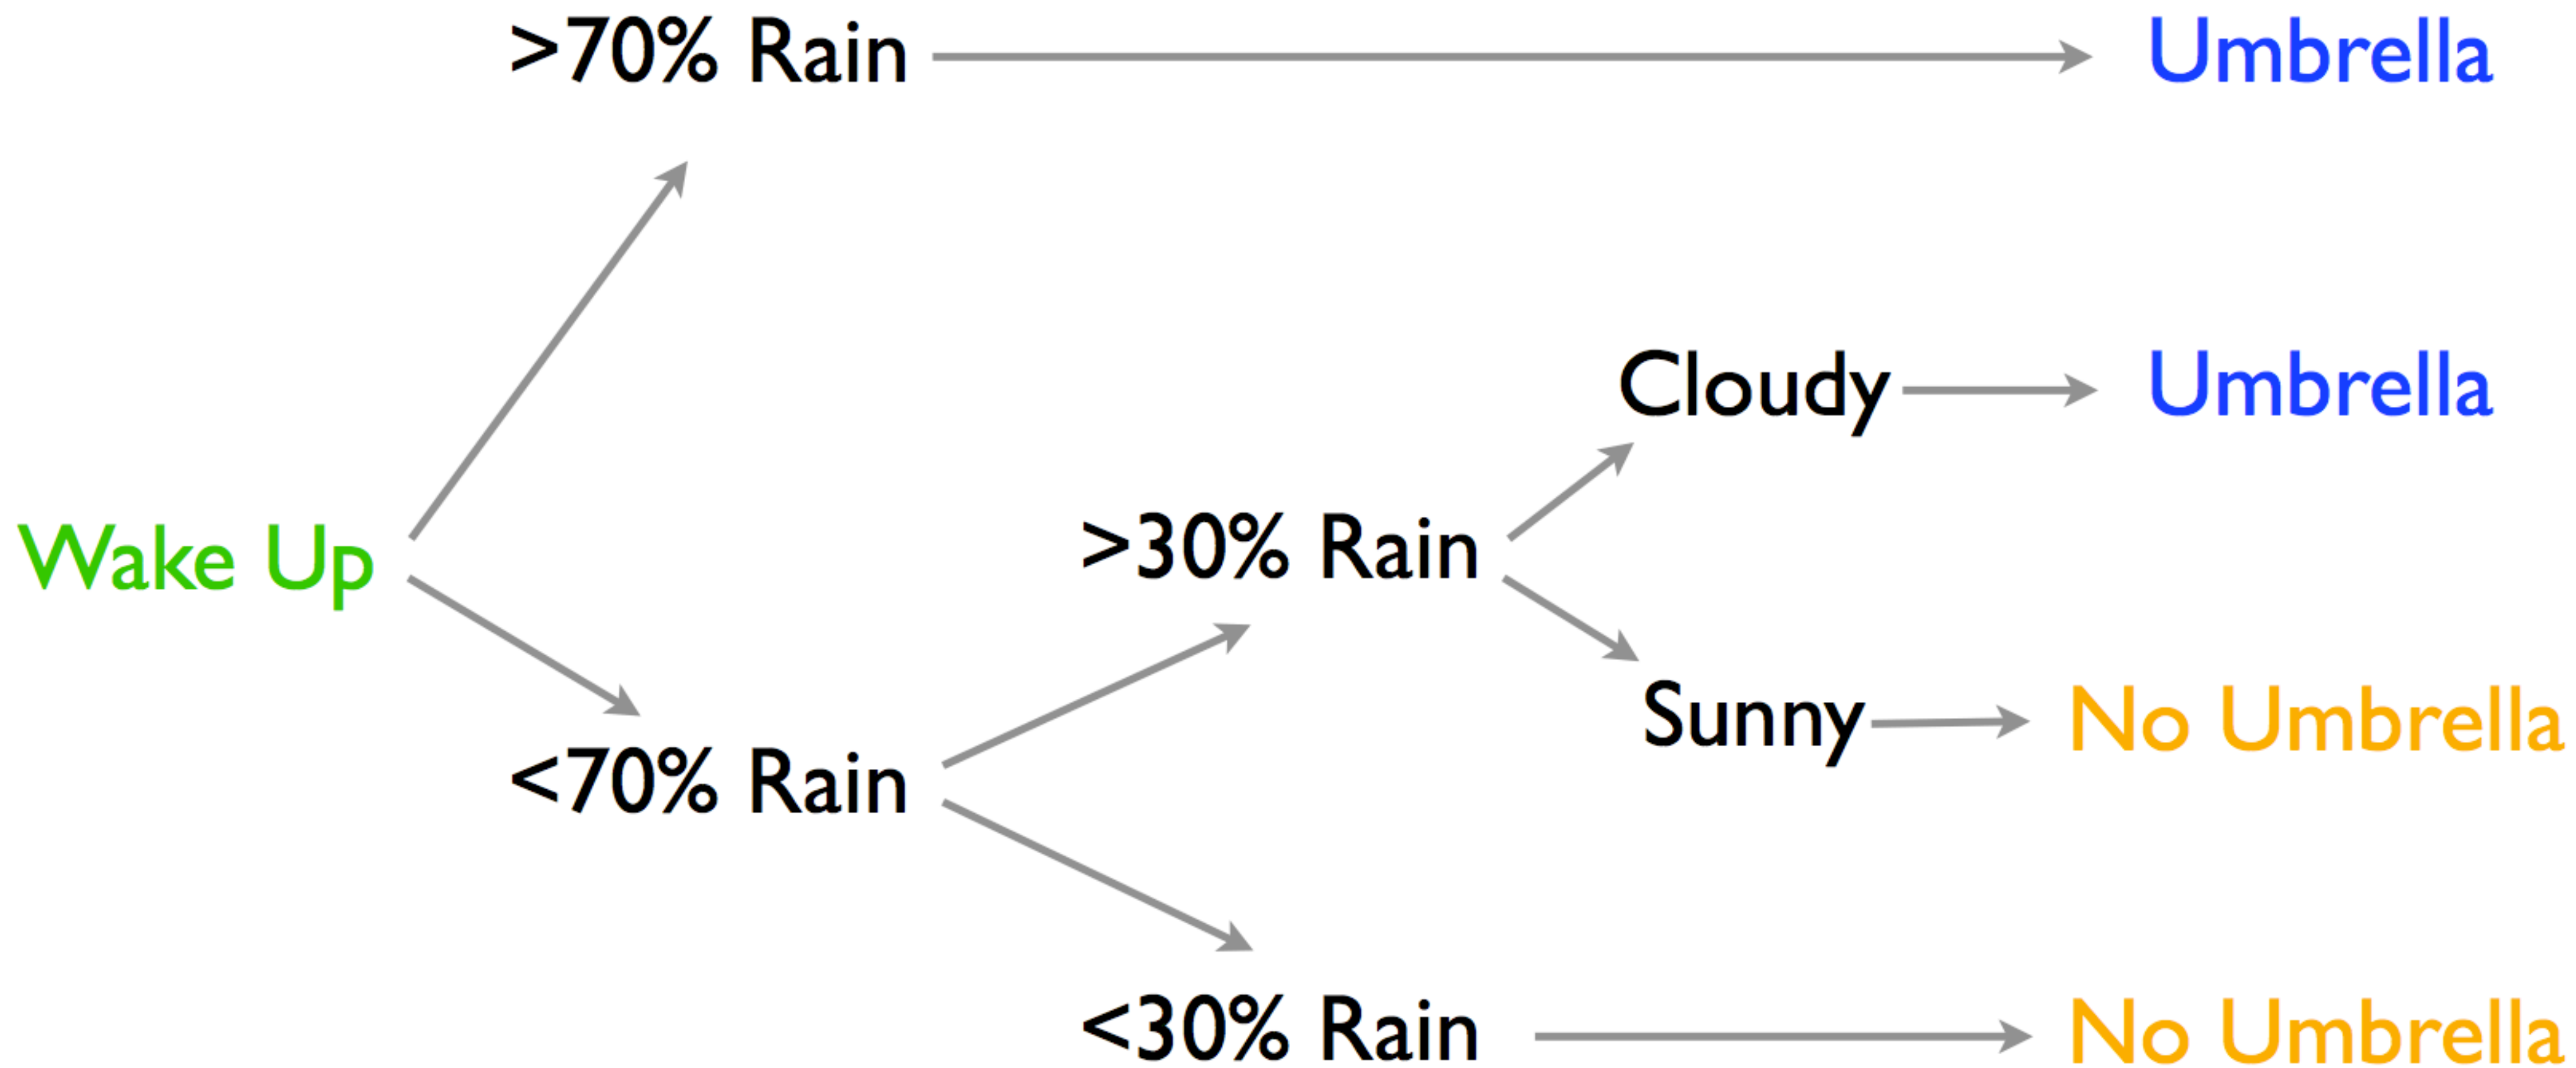 >70% Rain
Umbrella
Cloudy
Umbrella
Wake Up
>30% Rain
Sunny
No Umbrella
<70% Rain
<30% Rain
No Umbrella